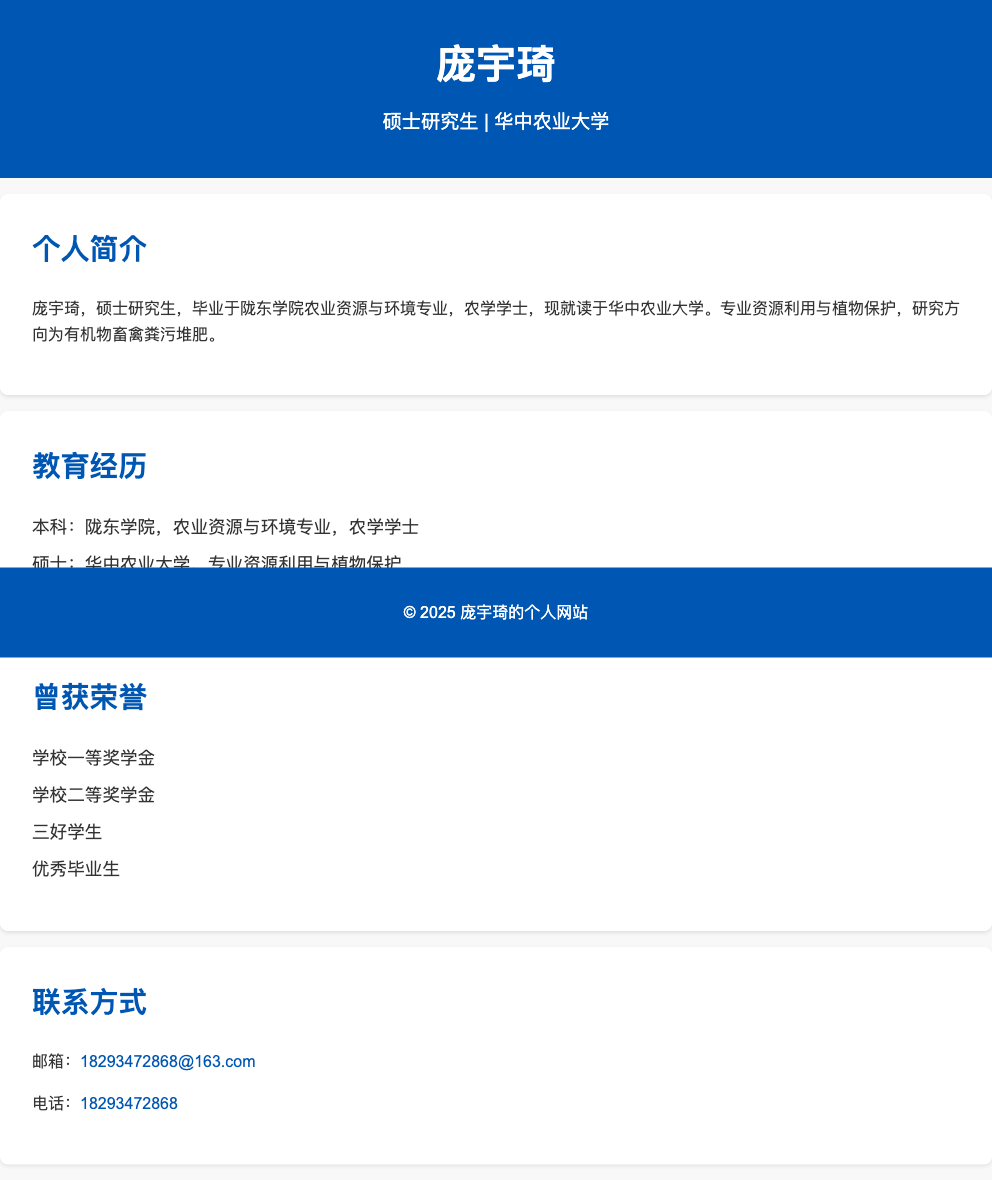 庞宇琦
硕士研究生 | 华中农业大学
个人简介
庞宇琦，硕士研究生，毕业于陇东学院农业资源与环境专业，农学学士，现就读于华中农业大学。专业资源利用与植物保护，研究方
向为有机物畜禽粪污堆肥。
教育经历
本科：陇东学院，农业资源与环境专业，农学学士
硕士：华中农业大学，专业资源利用与植物保护
© 2025 庞宇琦的个人网站
曾获荣誉
学校一等奖学金
学校二等奖学金
三好学生
优秀毕业生
联系方式
邮箱：18293472868@163.com
电话：18293472868